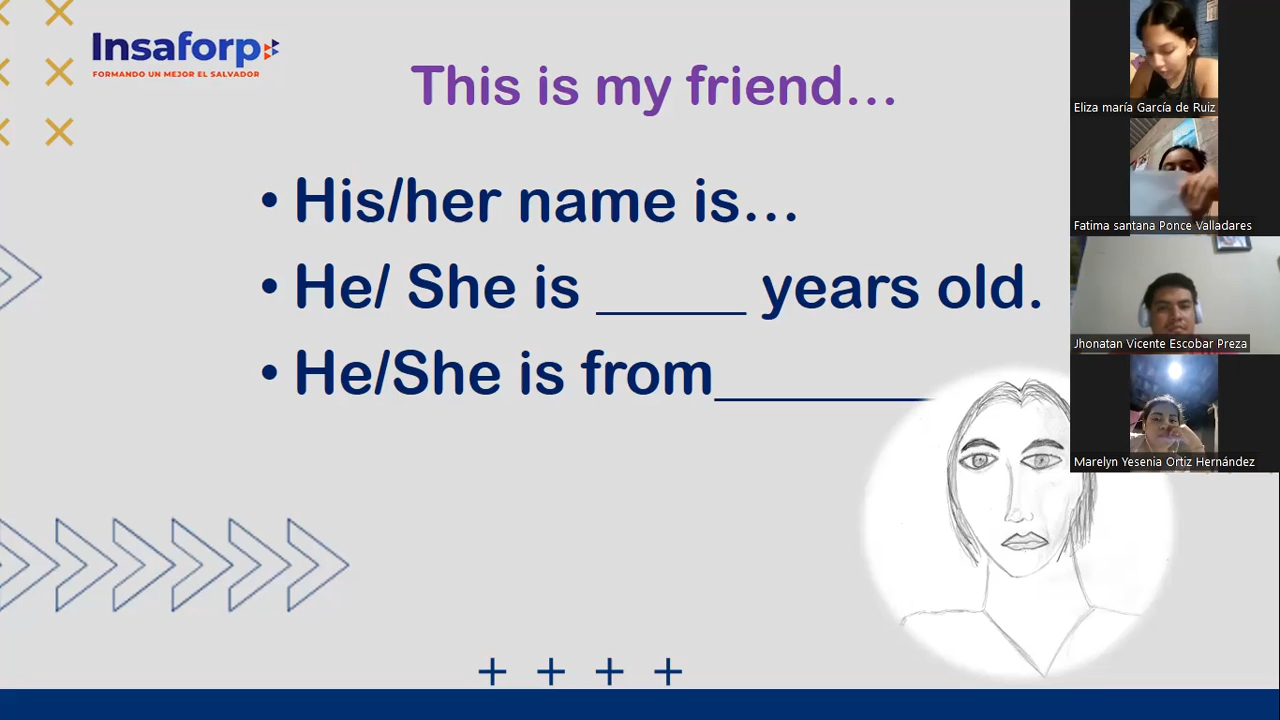 Insaforp
FORMANDO UN MEJOR EL SALVADOR
This is my friend...
• His/her name is...
• He/ She is ______ years old.
• He/She is from_________
Eliza maría García de Ruiz
Fatima santana Ponce Valladares
Jhonatan Vicente Escobar Preza
Marelyn Yesenia Ortiz Hernández